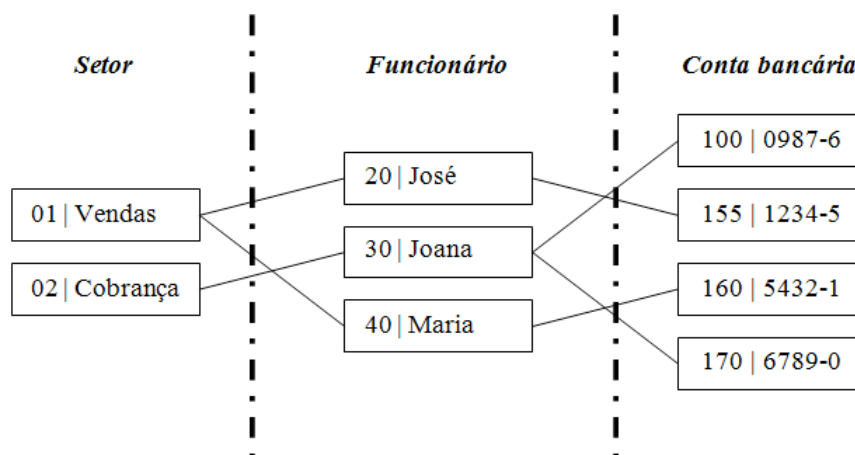 Setor
Funcionário
Conta bancária
01 | Vendas
02 | Cobrança
20 | José
30 | Joana
40 | Maria
100 | 0987-6
155 | 1234-5
160 | 5432-1
170 | 6789-0